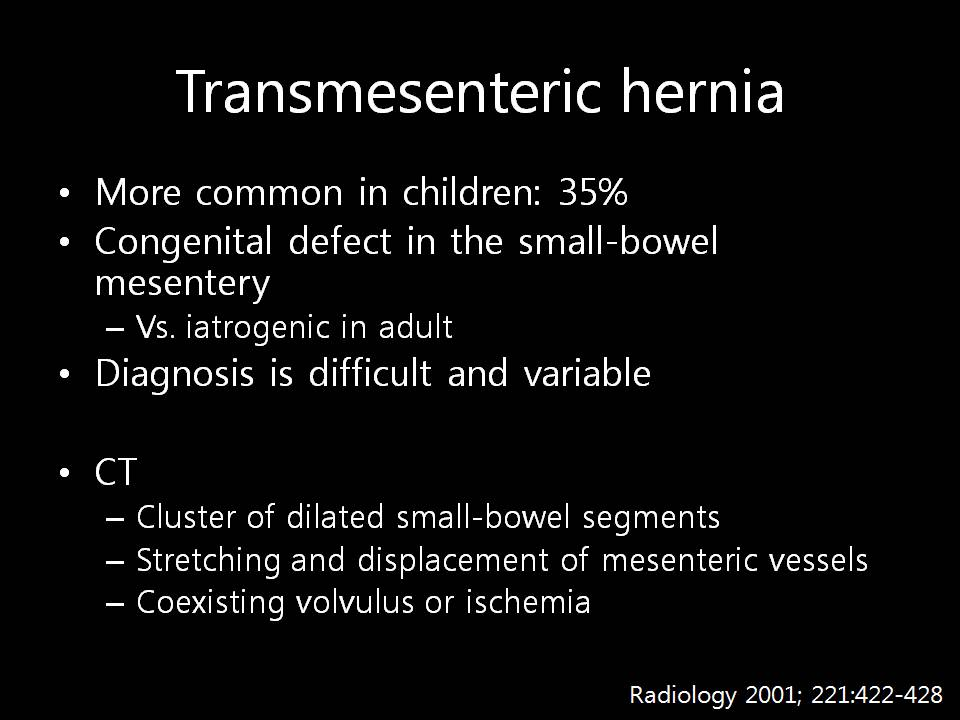 Transmesenteric hernia
• More common in children: 35%
• Congenital defect in the small-bowel
mesentery
– Vs. iatrogenic in adult
• Diagnosis is difficult and variable
• CT
– Cluster of dilated small-bowel segments
– Stretching and displacement of mesenteric vessels
– Coexisting volvulus or ischemia
Radiology 2001; 221:422-428